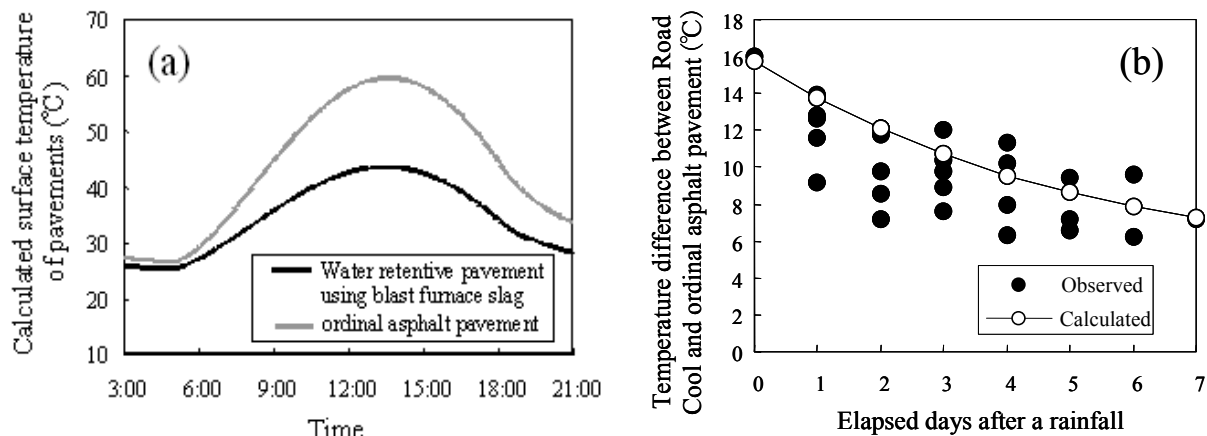 Calculated surface temperature
of pavements (℃)
70
60
50
40
30
20
10
(a)
Water retentive pavement
using blast furnace slag
ordinal asphalt pavement
3:00 6:00 9:00 12:00 15:00 18:00 21:00
Time
Temperature difference between Road
Cool and ordinal asphalt pavement (℃)
18
16
14
12
10
8
6
4
2
0
(b)
Observed
Calculated
0 1 2 3 4 5 6 7
Elapsed days after a rainfall